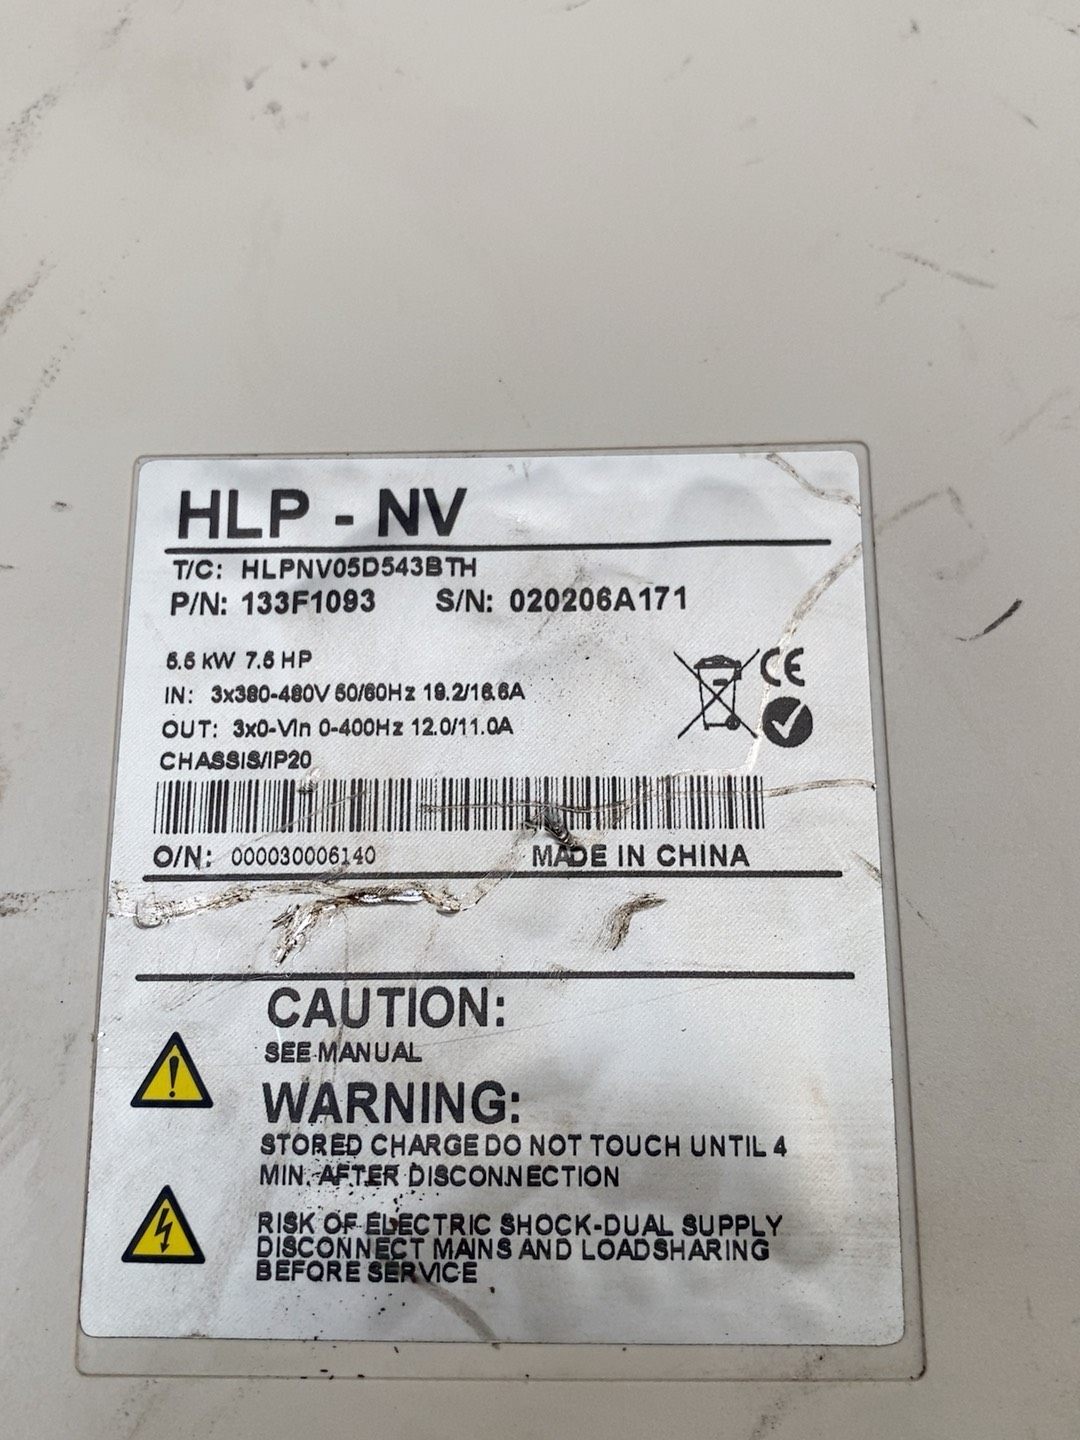 HLP - NV
T/C: HLPNV05D543BTH
P/N: 133F1093 S/N: 020206A171
5.5 kW 7.5 HP
IN: 3x380-480V 50/60Hz 19.2/16.6A
OUT: 3x0-Vin 0-400Hz 12.0/11.0A
CHASSIS/IP20
CE
O/N: 000030006140 MADE IN CHINA
CAUTION:
SEE MANUAL
WARNING:
STORED CHARGE DO NOT TOUCH UNTIL 4
MIN. AFTER DISCONNECTION
RISK OF ELECTRIC SHOCK-DUAL SUPPLY
DISCONNECT MAINS AND LOADSHARING
BEFORE SERVICE